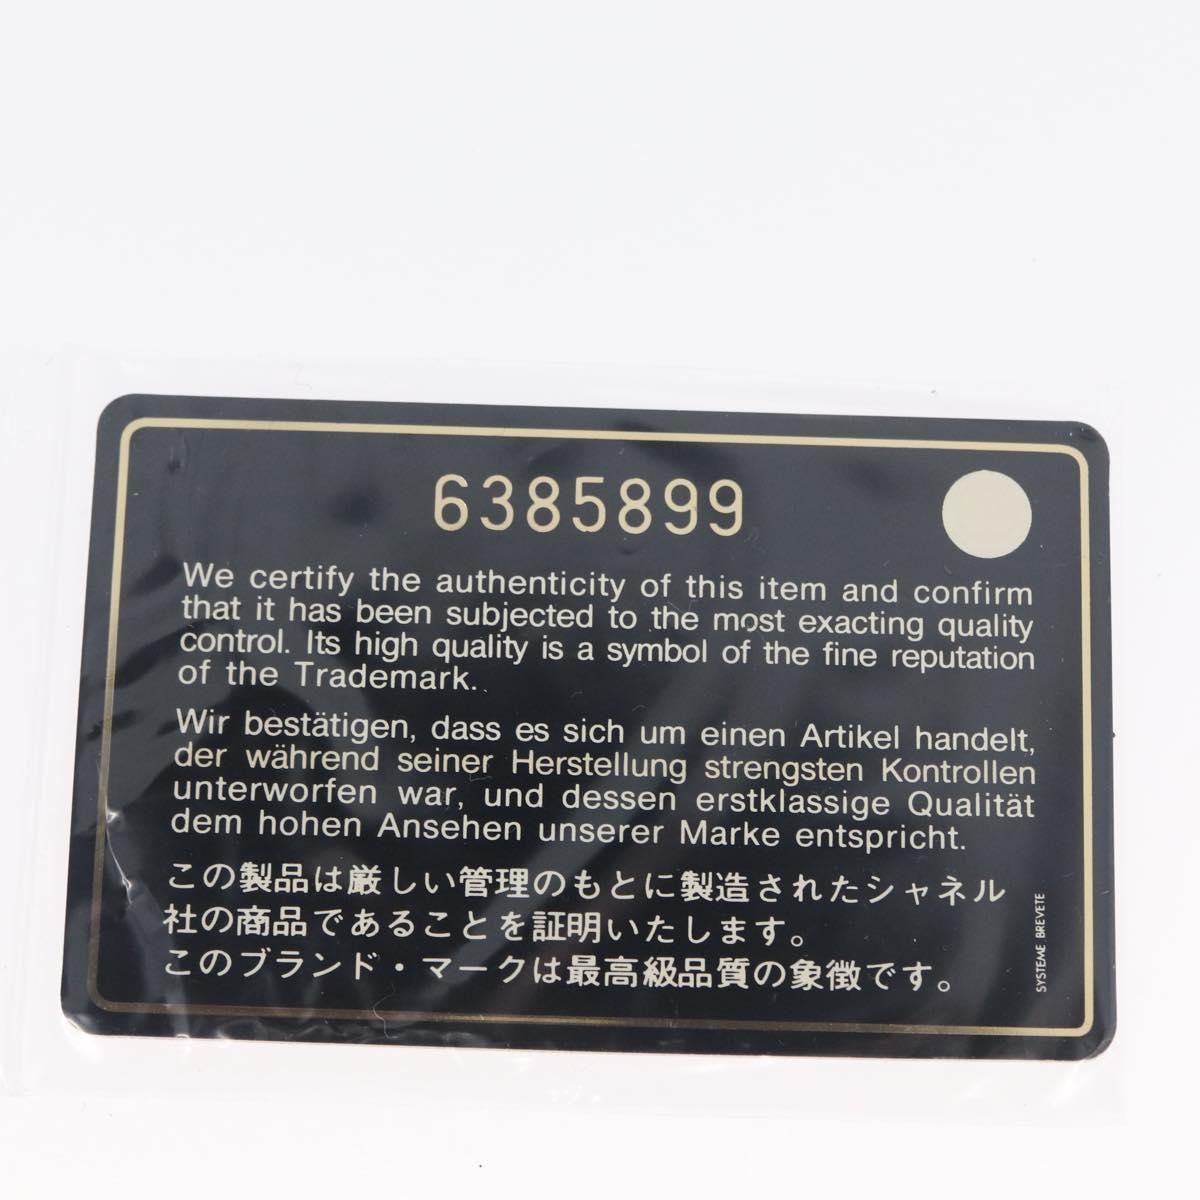 6385899
We certify the authenticity of this item and confirm
that it has been subjected to the most exacting quality
control. Its high quality is a symbol of the fine reputation
of the Trademark.
Wir bestätigen, dass es sich um einen Artikel handelt,
der während seiner Herstellung strengsten Kontrollen
unterworfen war, und dessen erstklassige Qualität
dem hohen Ansehen unserer Marke entspricht.
この製品は厳しい管理のもとに製造されたシャネル
社の商品であることを証明いたします。
このブランド・マークは最高級品質の象徴です。
SYSTEME BREVETE